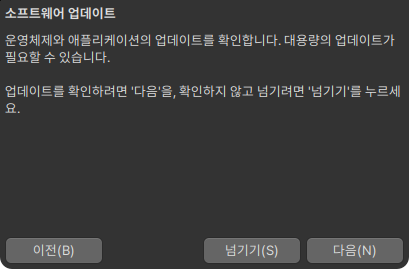 소프트웨어 업데이트
운영체제와 애플리케이션의 업데이트를 확인합니다. 대용량의 업데이트가
필요할 수 있습니다.
업데이트를 확인하려면 '다음'을, 확인하지 않고 넘기려면 '넘기기'를 누르세
요.
이전(B) 넘기기(S) 다음(N)